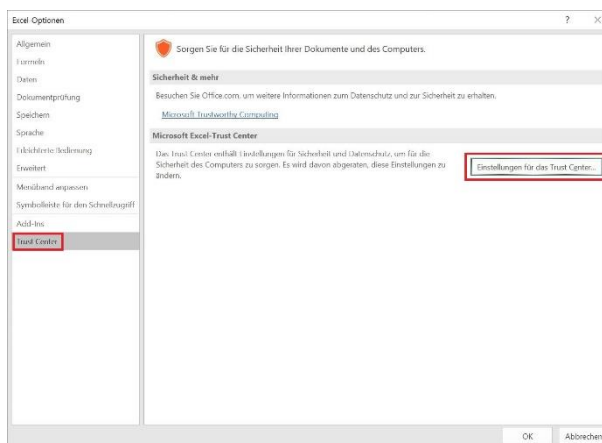 Excel-Optionen
?
Allgemein
Formeln
Daten
Dokumentprüfung
Speichern
Sprache
Erleichterte Bedienung
Erweitert
Menüband anpassen
Symbolleiste für den Schnellzugriff
Add-Ins
Trust Center
Sorgen Sie für die Sicherheit Ihrer Dokumente und des Computers.
Sicherheit & mehr
Besuchen Sie Office.com, um weitere Informationen zum Datenschutz und zur Sicherheit zu erhalten.
Microsoft Trustworthy Computing
Microsoft Excel-Trust Center
Das Trust Center enthält Einstellungen für Sicherheit und Datenschutz, um für die
Sicherheit des Computers zu sorgen. Es wird davon abgeraten, diese Einstellungen zu
ändern.
Einstellungen für das Trust Center...
OK
Abbrechen